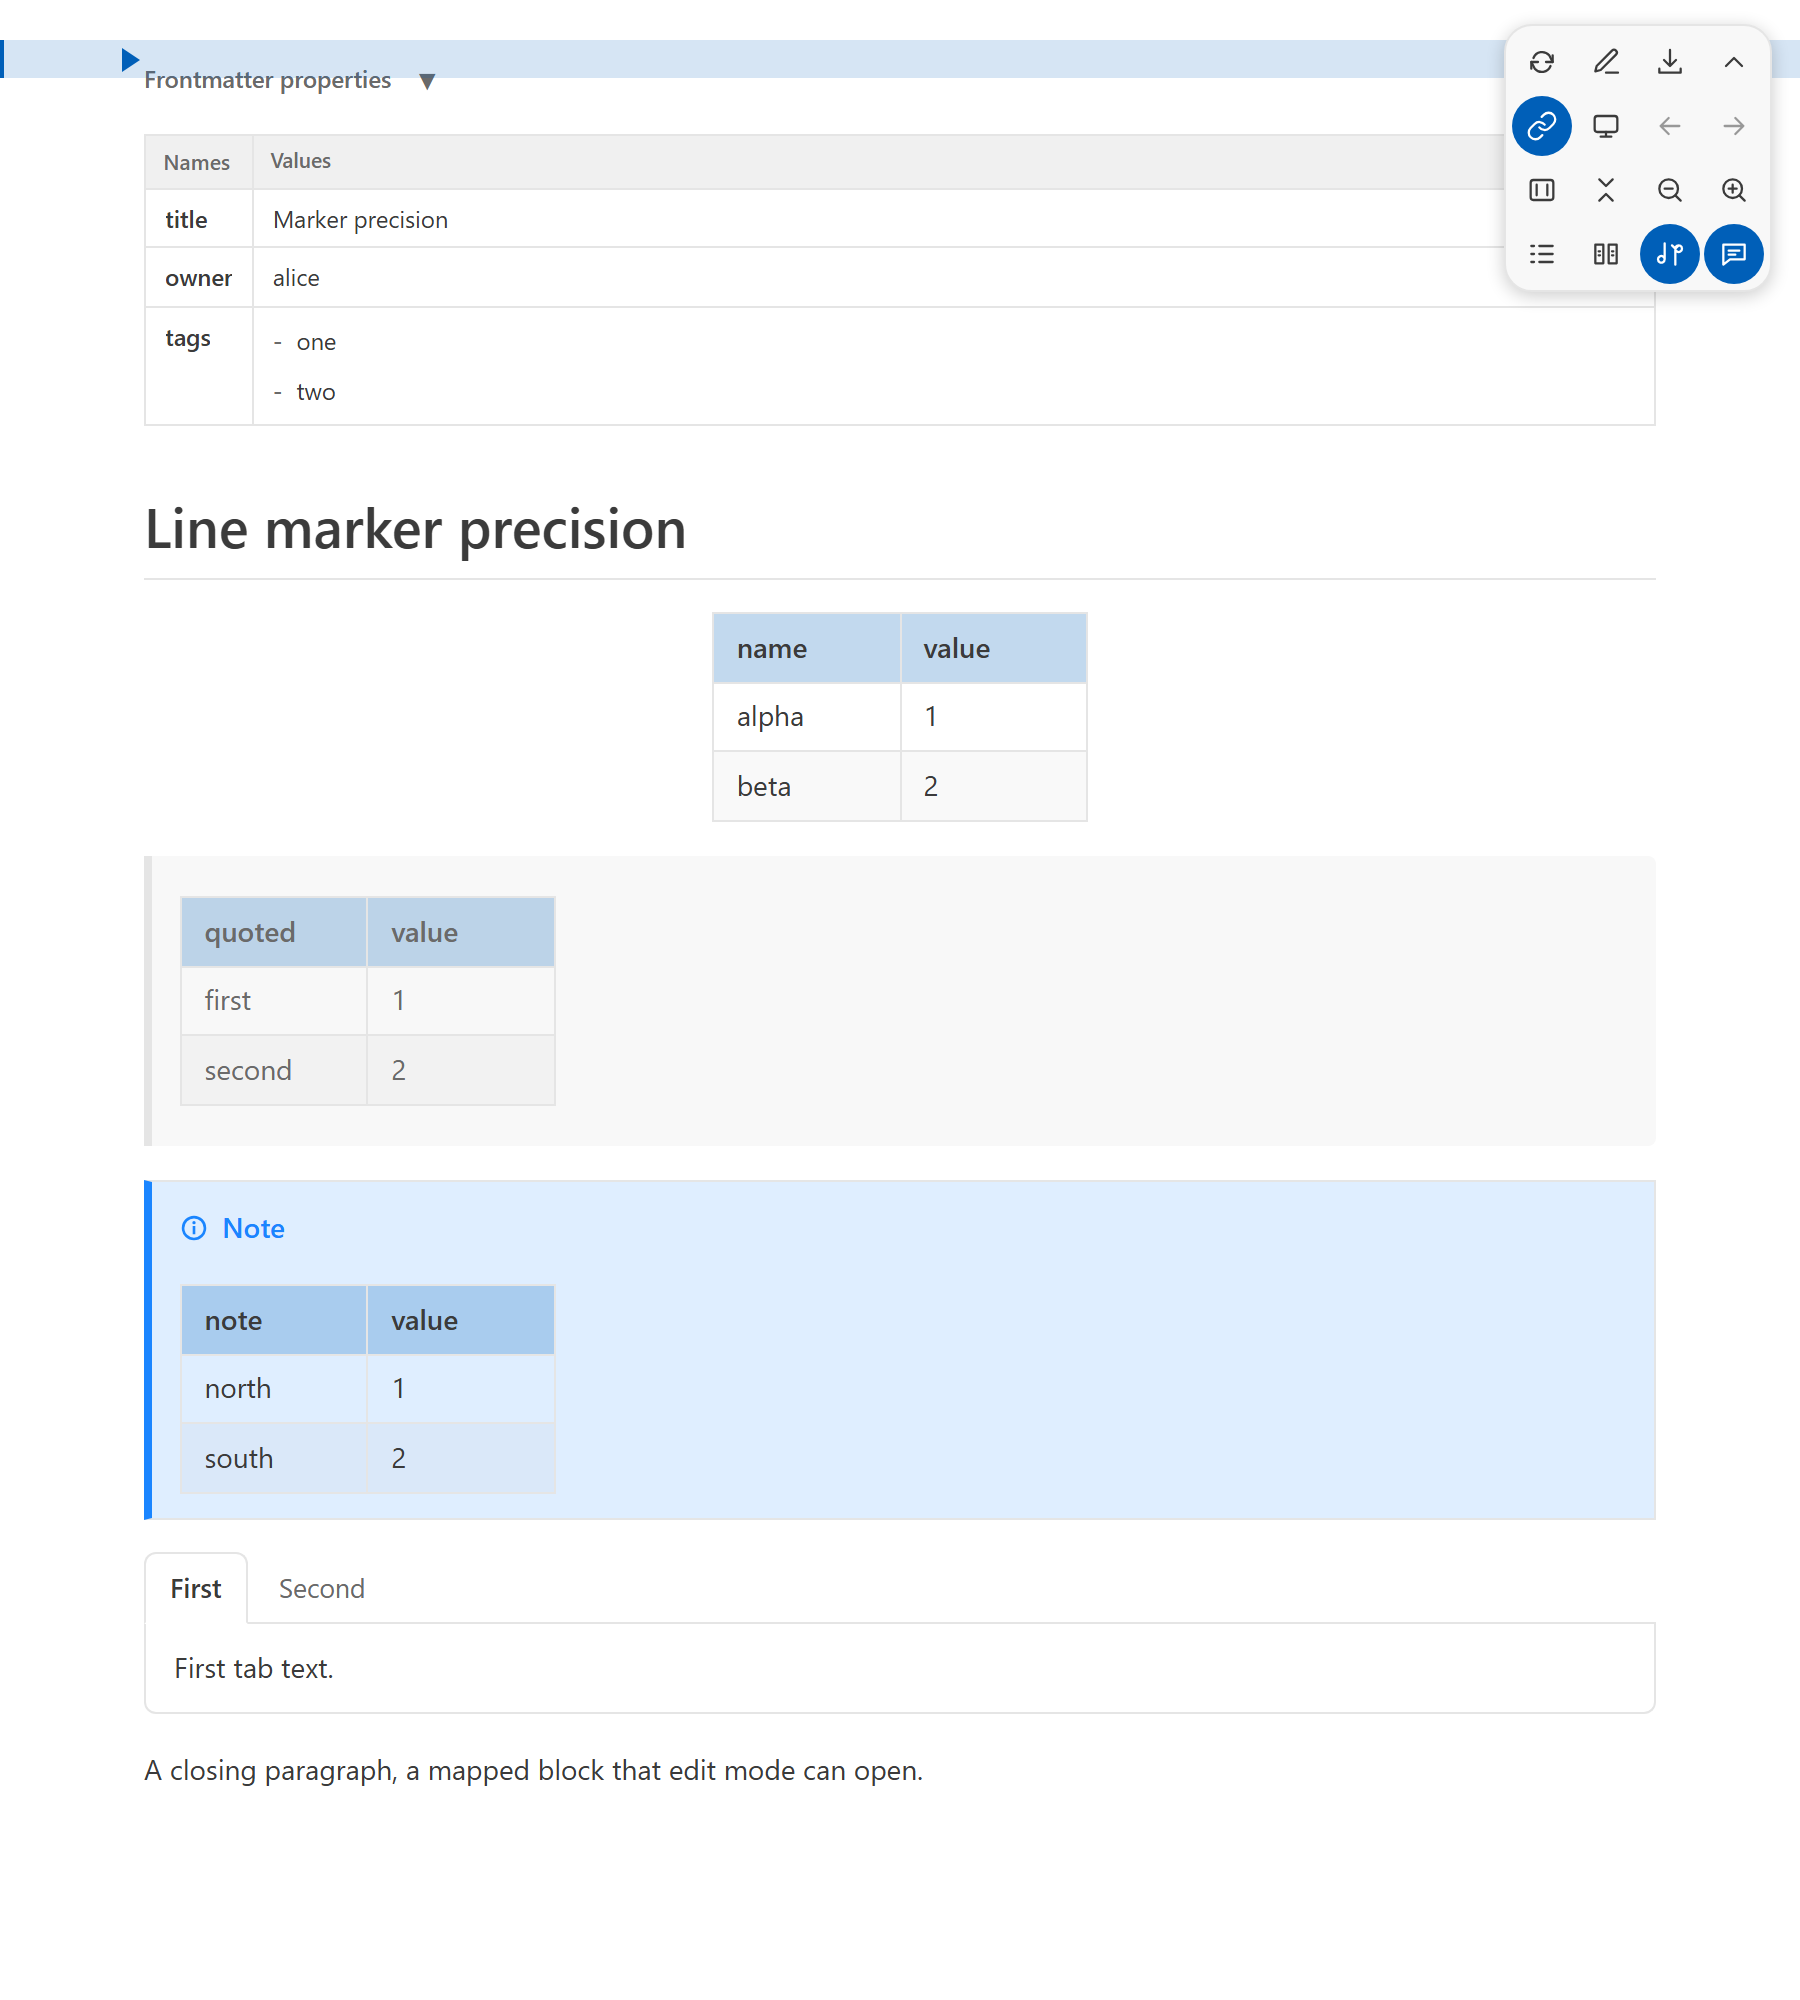 Frontmatter properties ▼
Names Values
title Marker precision
owner alice
tags - one
- two
Line marker precision
name value
alpha 1
beta 2
quoted value
first 1
second 2
Note
note value
north 1
south 2
First Second
First tab text.
A closing paragraph, a mapped block that edit mode can open.